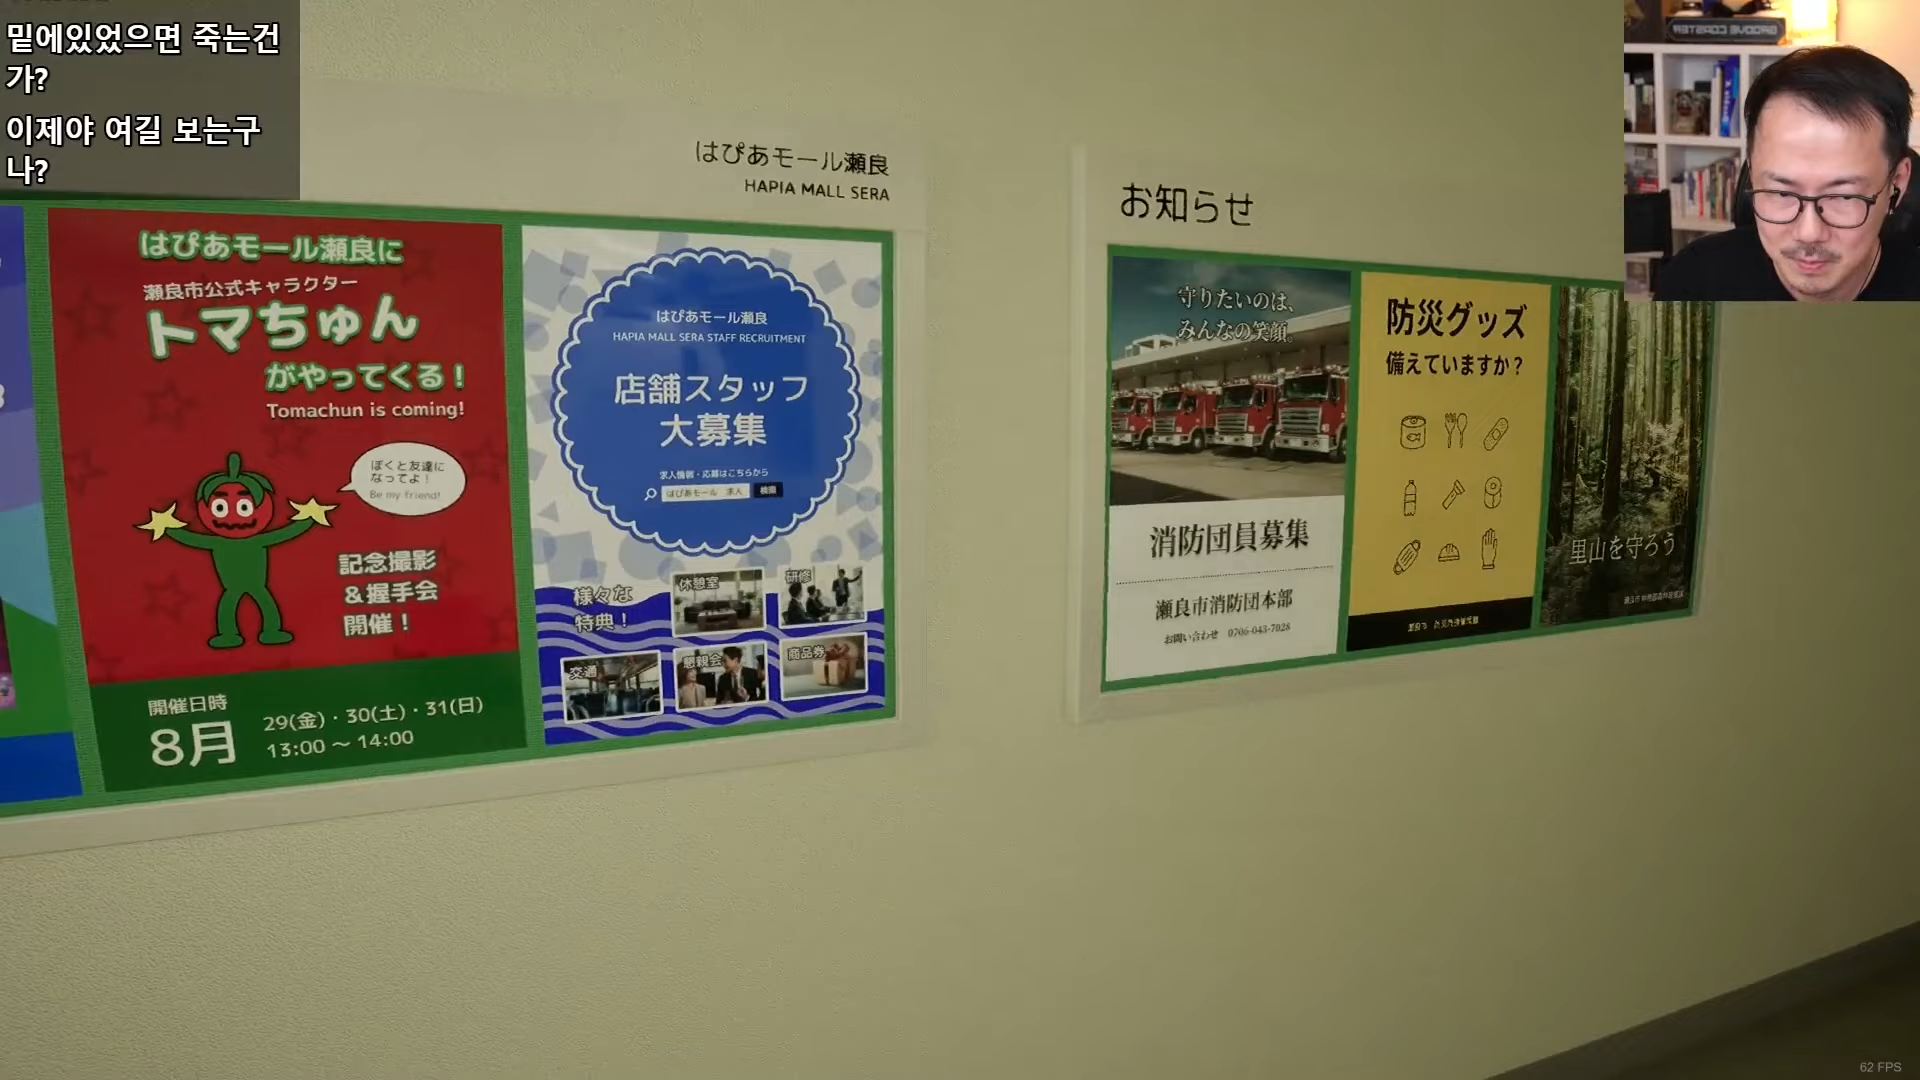 밑에있었으면 죽는건
가?
이제야 여길 보는구
나?
はぴあモール瀬良
HAPIA MALL SERA
はぴあモール瀬良に
瀬良市公式キャラクター
トマちゅん
がやってくる！
Tomachun is coming!
ぼくと友達に
なってよ！
Be my friend!
記念撮影
＆握手会
開催！
開催日時
8月
29(金)・30(土)・31(日)
13:00 ～ 14:00
はぴあモール瀬良
HAPIA MALL SERA STAFF RECRUITMENT
店舗スタッフ
大募集
求人情報・応募はこちらから
はぴあモール 求人 検索
様々な
特典！
休憩室
研修
交通
懇親会
商品券
お知らせ
守りたいのは、
みんなの笑顔。
消防団員募集
瀬良市消防団本部
お問い合わせ 0706-043-7028
防災グッズ
備えていますか？
里山を守ろう
62 FPS